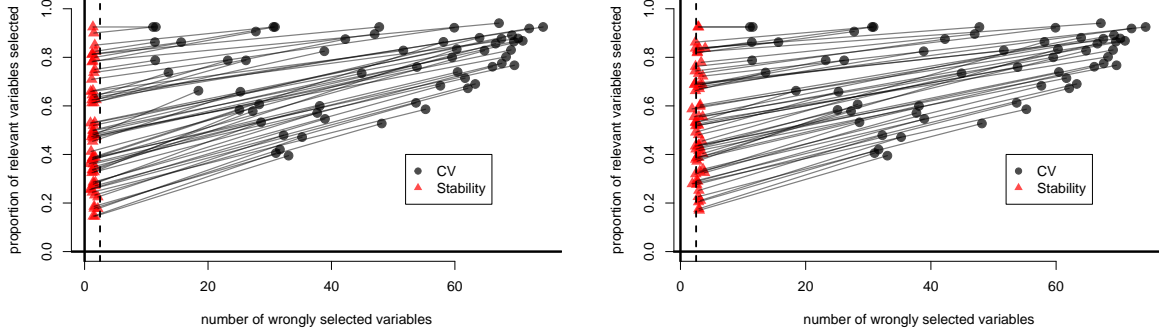 proportion of relevant variables selected
1.0
0.8
0.6
0.4
0.2
0.0
CV
Stability
0 20 40 60
number of wrongly selected variables
proportion of relevant variables selected
1.0
0.8
0.6
0.4
0.2
0.0
CV
Stability
0 20 40 60
number of wrongly selected variables